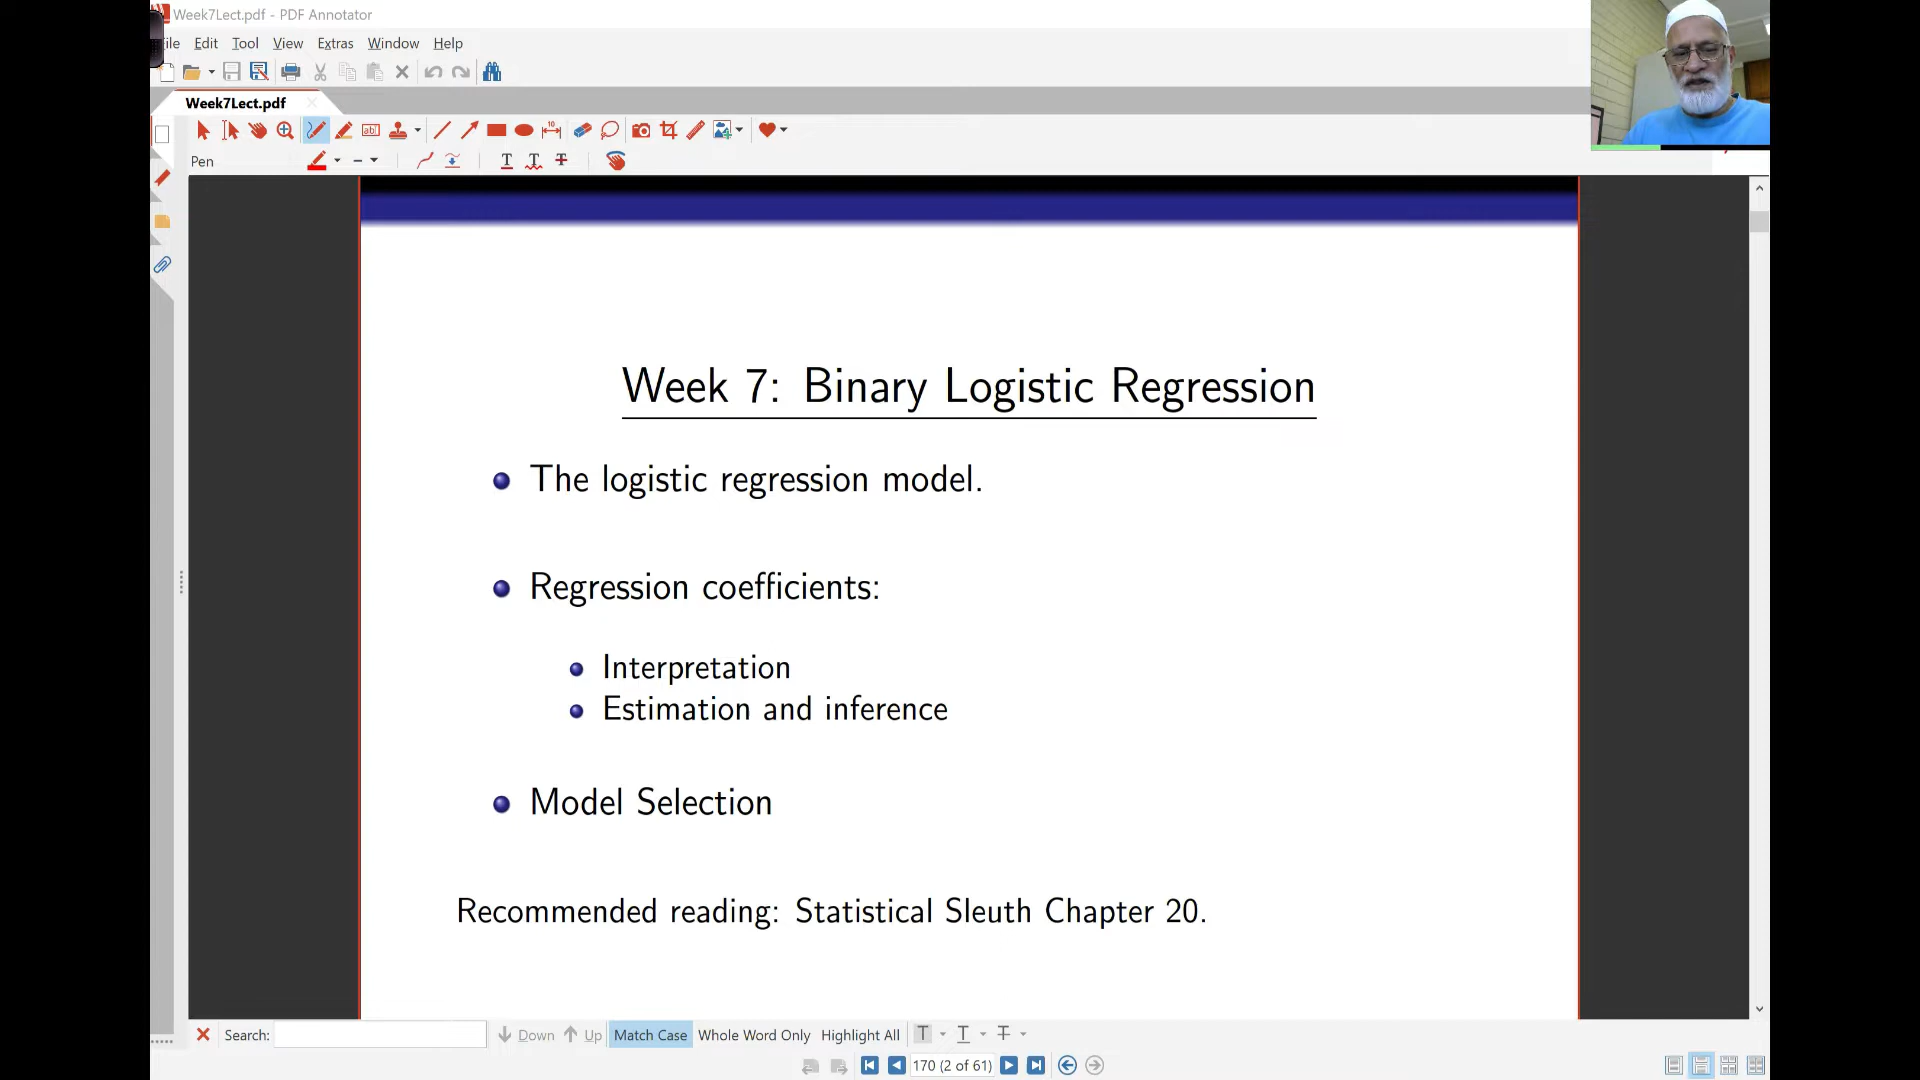 Week7Lect.pdf - PDF Annotator
ile Edit Tool View Extras Window Help
Week7Lect.pdf
Pen
Week 7: Binary Logistic Regression
The logistic regression model.
Regression coefficients:
Interpretation
Estimation and inference
Model Selection
Recommended reading: Statistical Sleuth Chapter 20.
Search: Down Up Match Case Whole Word Only Highlight All T T T
170 (2 of 61)